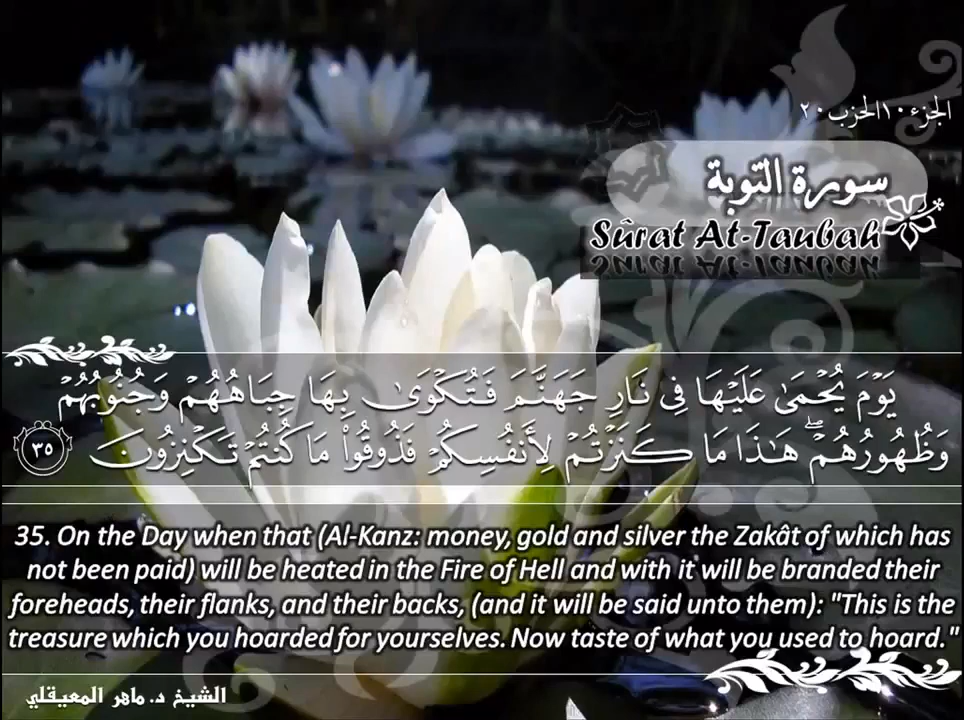 الجزء١٠الحزب٢٠
سورة التوبة
Sûrat At-Taubah
يَوْمَ يُحْمَىٰ عَلَيْهَا فِي نَارِ جَهَنَّمَ فَتُكْوَىٰ بِهَا جِبَاهُهُمْ وَجُنُوبُهُمْ
وَظُهُورُهُمْ ۖ هَٰذَا مَا كَنَزْتُمْ لِأَنفُسِكُمْ فَذُوقُوا۟ مَا كُنتُمْ تَكْنِزُونَ ٣٥
35. On the Day when that (Al-Kanz: money, gold and silver the Zakât of which has
not been paid) will be heated in the Fire of Hell and with it will be branded their
foreheads, their flanks, and their backs, (and it will be said unto them): "This is the
treasure which you hoarded for yourselves. Now taste of what you used to hoard."
الشيخ د. ماهر المعيقلي